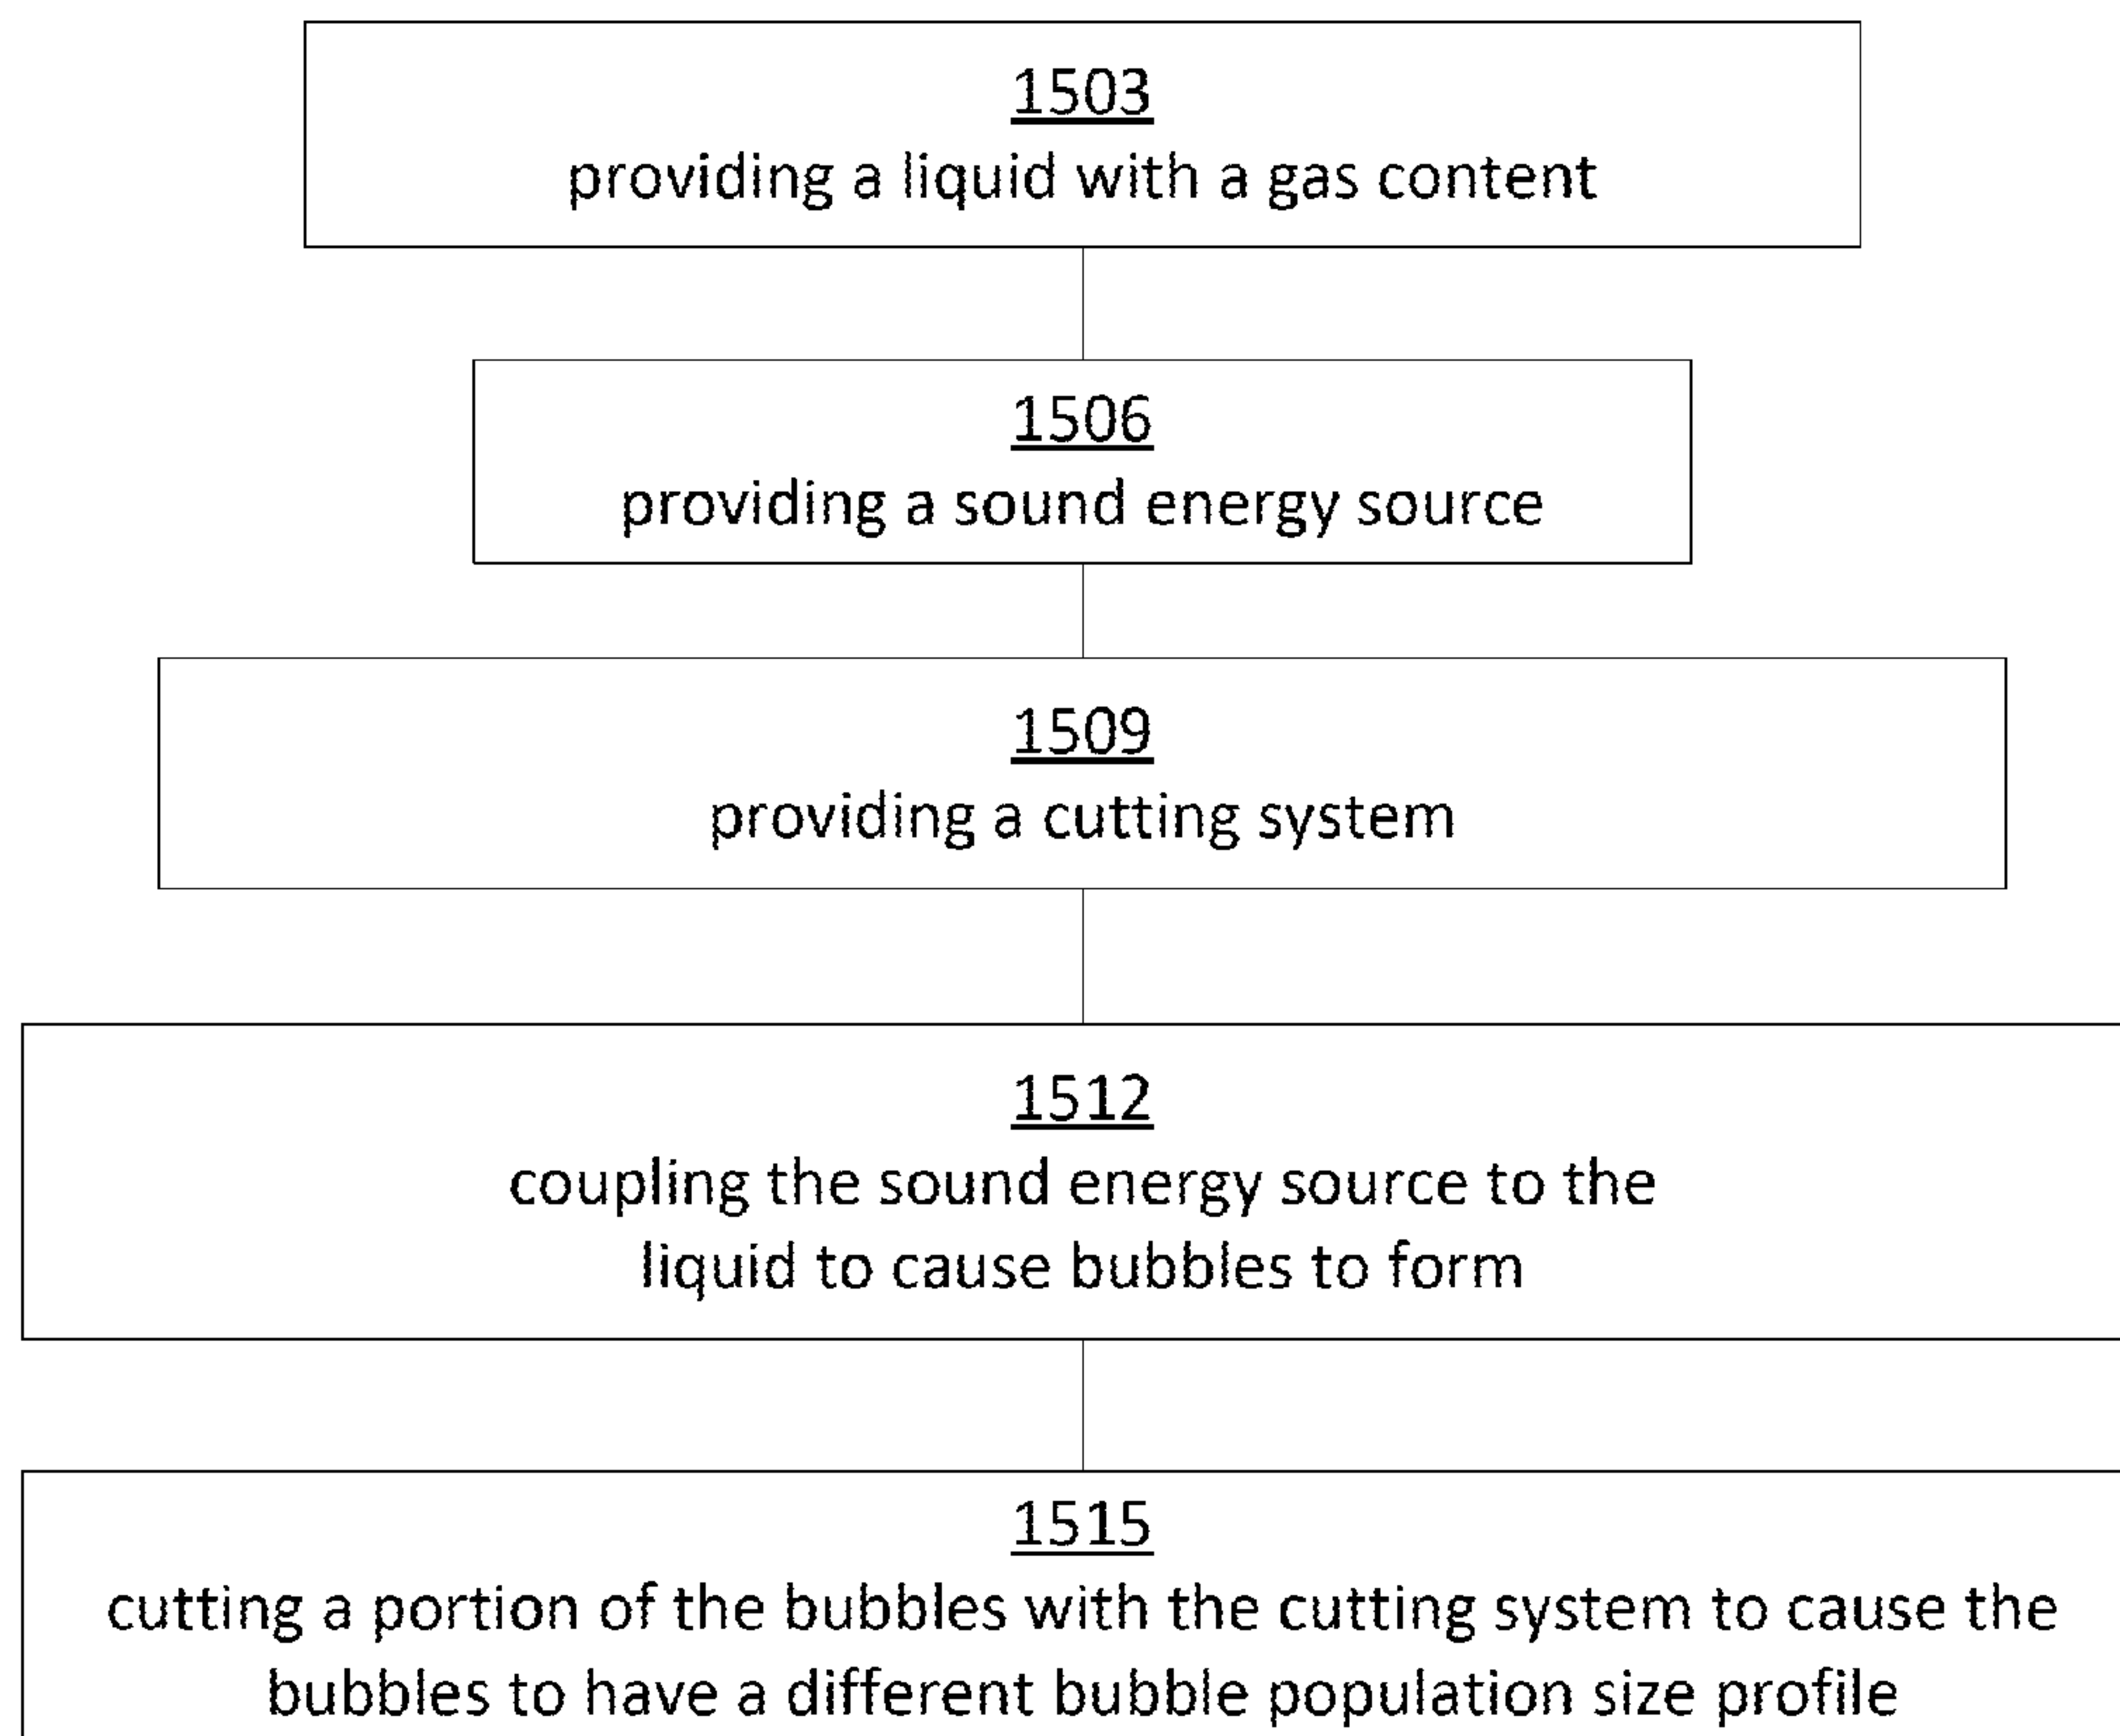 1503
providing a liquid with a gas content
1506
providing a sound energy source
1509
providing a cutting system
1512
coupling the sound energy source to the
liquid to cause bubbles to form
1515
cutting a portion of the bubbles with the cutting system to cause the
bubbles to have a different bubble population size profile